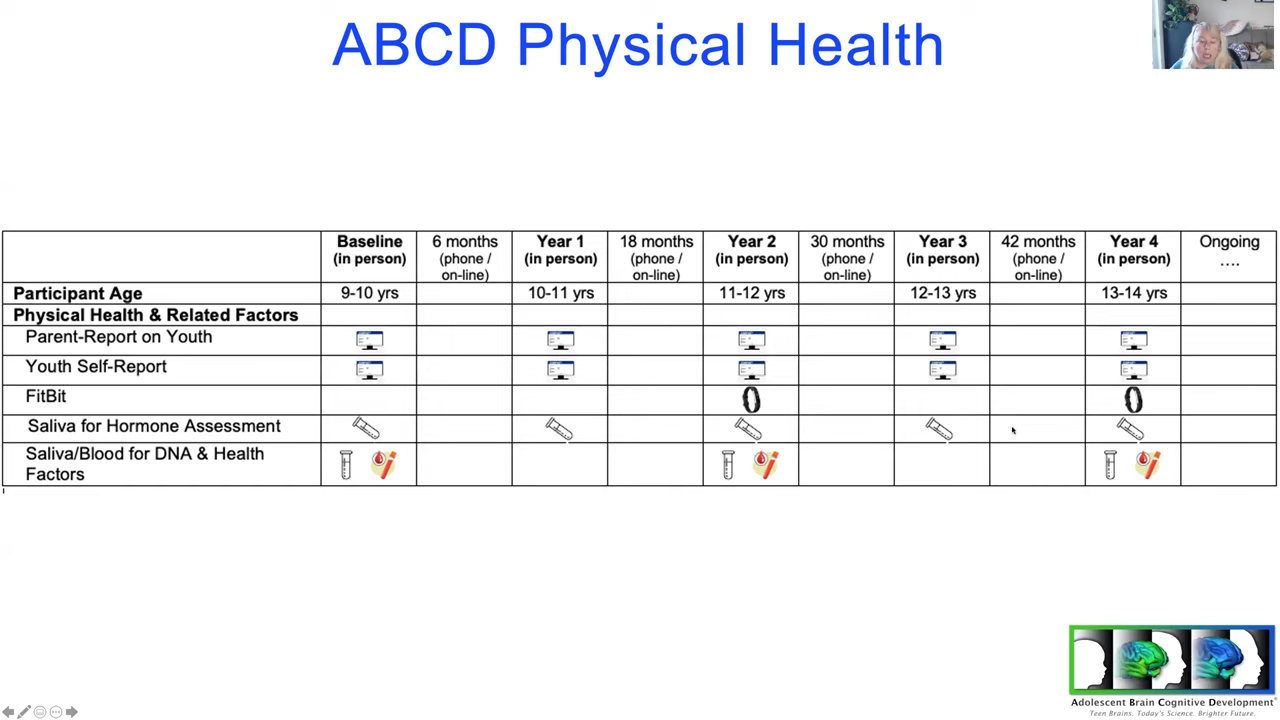 ABCD Physical Health
Baseline (in person) 6 months (phone / on-line) Year 1 (in person) 18 months (phone / on-line) Year 2 (in person) 30 months (phone / on-line) Year 3 (in person) 42 months (phone / on-line) Year 4 (in person) Ongoing ....
Participant Age 9-10 yrs 10-11 yrs 11-12 yrs 12-13 yrs 13-14 yrs
Physical Health & Related Factors
Parent-Report on Youth
Youth Self-Report
FitBit
Saliva for Hormone Assessment
Saliva/Blood for DNA & Health
Factors
Adolescent Brain Cognitive Development
Teen Brains. Today's Science. Brighter Future.